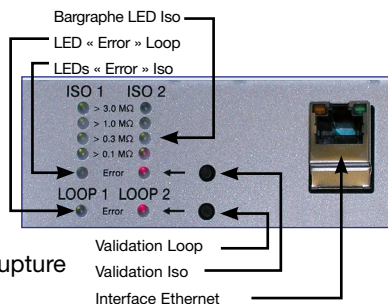 Bargraphe LED Iso
LED « Error » Loop
LEDs « Error » Iso
ISO 1 ISO 2
> 3.0 MΩ
> 1.0 MΩ
> 0.3 MΩ
> 0.1 MΩ
Error
LOOP 1 LOOP 2
Error
upture
Validation Loop
Validation Iso
Interface Ethernet